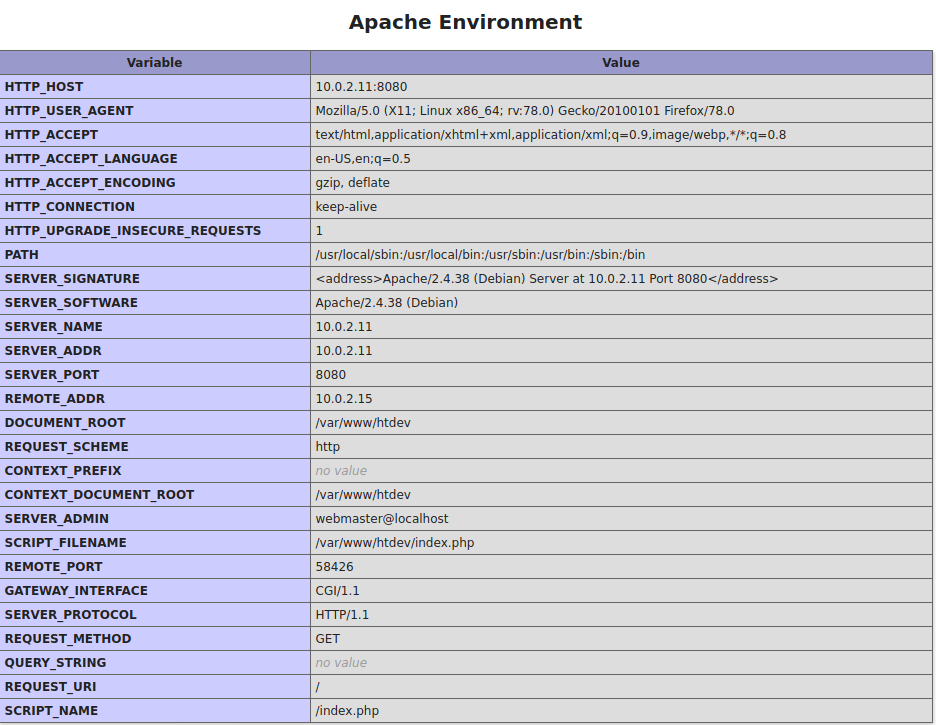 Apache Environment
Variable Value
HTTP_HOST 10.0.2.11:8080
HTTP_USER_AGENT Mozilla/5.0 (X11; Linux x86_64; rv:78.0) Gecko/20100101 Firefox/78.0
HTTP_ACCEPT text/html,application/xhtml+xml,application/xml;q=0.9,image/webp,*/*;q=0.8
HTTP_ACCEPT_LANGUAGE en-US,en;q=0.5
HTTP_ACCEPT_ENCODING gzip, deflate
HTTP_CONNECTION keep-alive
HTTP_UPGRADE_INSECURE_REQUESTS 1
PATH /usr/local/sbin:/usr/local/bin:/usr/sbin:/usr/bin:/sbin:/bin
SERVER_SIGNATURE <address>Apache/2.4.38 (Debian) Server at 10.0.2.11 Port 8080</address>
SERVER_SOFTWARE Apache/2.4.38 (Debian)
SERVER_NAME 10.0.2.11
SERVER_ADDR 10.0.2.11
SERVER_PORT 8080
REMOTE_ADDR 10.0.2.15
DOCUMENT_ROOT /var/www/htdev
REQUEST_SCHEME http
CONTEXT_PREFIX no value
CONTEXT_DOCUMENT_ROOT /var/www/htdev
SERVER_ADMIN webmaster@localhost
SCRIPT_FILENAME /var/www/htdev/index.php
REMOTE_PORT 58426
GATEWAY_INTERFACE CGI/1.1
SERVER_PROTOCOL HTTP/1.1
REQUEST_METHOD GET
QUERY_STRING no value
REQUEST_URI /
SCRIPT_NAME /index.php